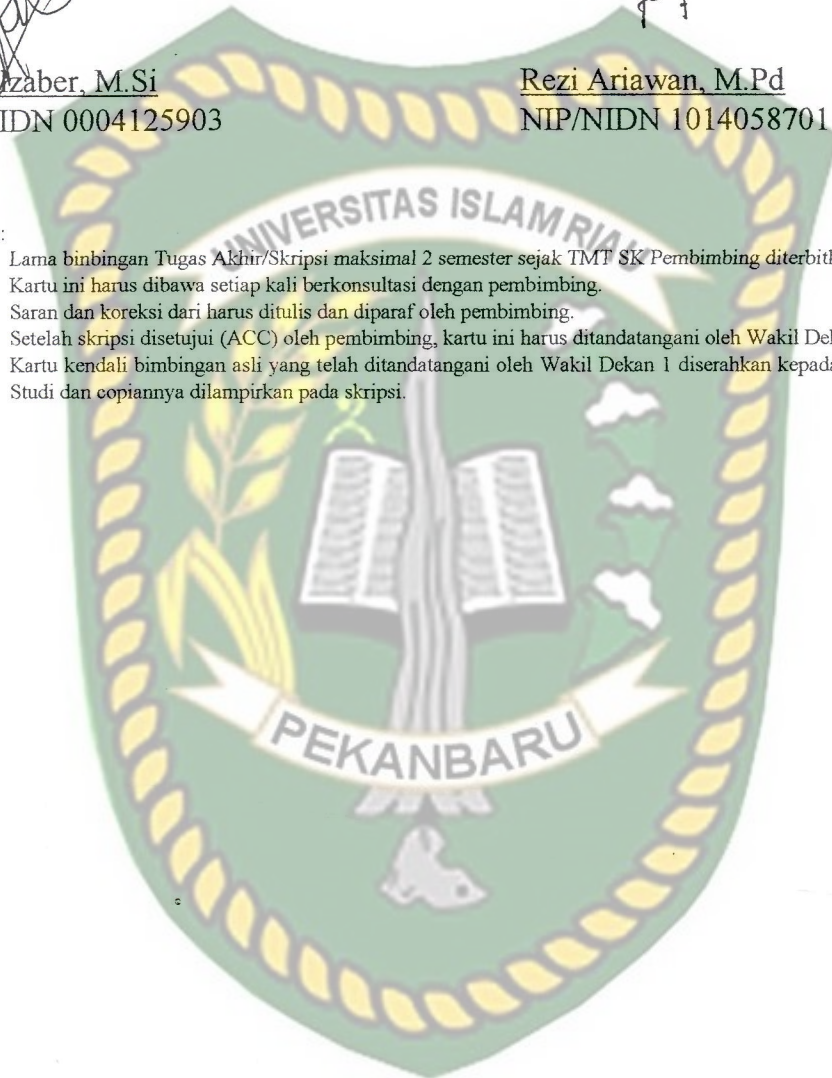 Izaber, M.Si
Rezi Ariawan, M.Pd
IDN 0004125903
NIP/NIDN 1014058701
:
Lama binbingan Tugas Akhir/Skripsi maksimal 2 semester sejak TMT SK Pembimbing
Kartu ini harus dibawa setiap kali berkonsultasi dengan pembimbing.
Saran dan koreksi dari harus ditulis dan diparaf oleh pembimbing.
Setelah skripsi disetujui (ACC) oleh pembimbing, kartu ini harus ditandatangani oleh Wakil
Kartu kendali bimbingan asli yang telah ditandatangani oleh Wakil Dekan 1 diserahkan kepada
Studi dan copiannya dilampirkan pada skripsi.
UNIVERSITAS ISLAM RIAU
PEKANBARU